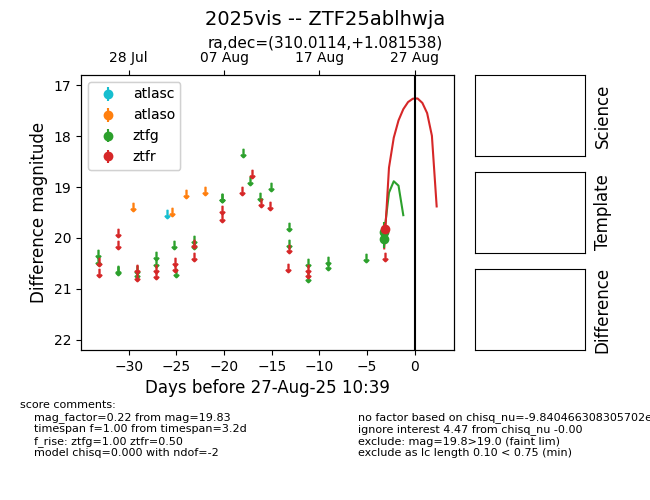 2025vis -- ZTF25ablhwja
ra,dec=(310.0114,+1.081538)
28 Jul 07 Aug 17 Aug 27 Aug
atlasc
atlaso
ztfg
ztfr
Difference magnitude
17
18
19
20
21
22
−30 −25 −20 −15 −10 −5 0
Days before 27-Aug-25 10:39
Science
Template
Difference
score comments:
mag_factor=0.22 from mag=19.83
timespan f=1.00 from timespan=3.2d
f_rise: ztfg=1.00 ztfr=0.50
model chisq=0.000 with ndof=-2
no factor based on chisq_nu=-9.840466308305702e
ignore interest 4.47 from chisq_nu -0.00
exclude: mag=19.8>19.0 (faint lim)
exclude as lc length 0.10 < 0.75 (min)